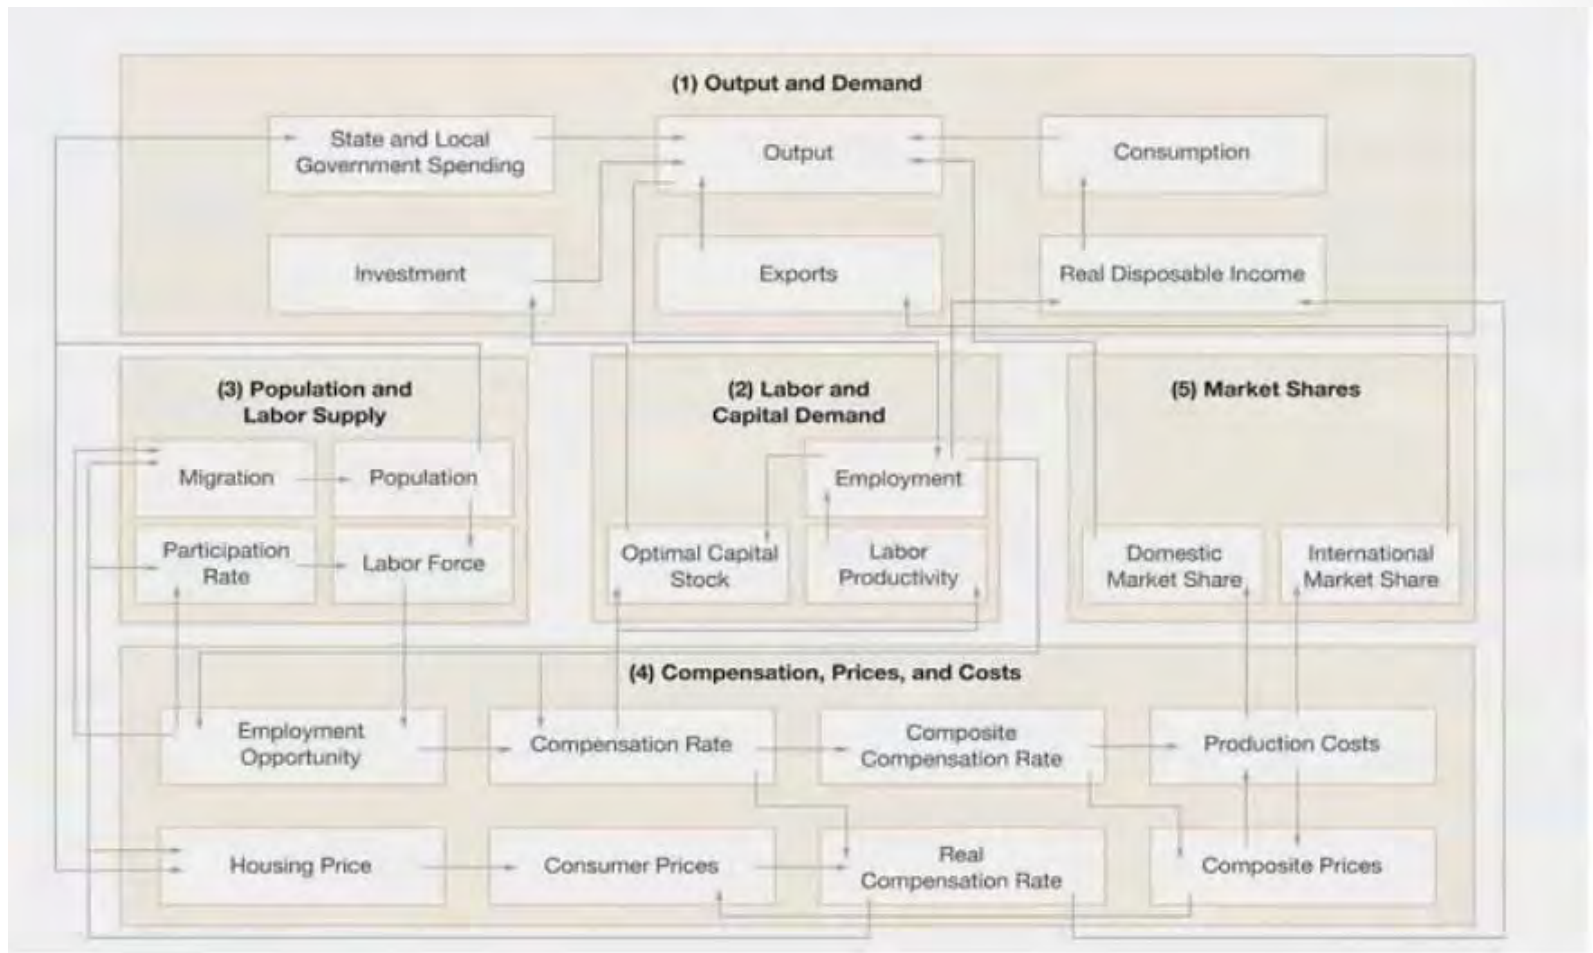 (1) Output and Demand
State and Local
Government Spending
Output
Consumption
Investment
Exports
Real Disposable Income
(3) Population and
Labor Supply
Migration
Population
Participation
Rate
Labor Force
(2) Labor and
Capital Demand
Employment
Optimal Capital
Stock
Labor
Productivity
(5) Market Shares
Domestic
Market Share
International
Market Share
(4) Compensation, Prices, and Costs
Employment
Opportunity
Compensation Rate
Composite
Compensation Rate
Production Costs
Housing Price
Consumer Prices
Real
Compensation Rate
Composite Prices